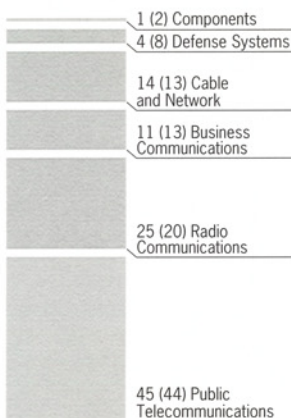 1 (2) Components
4 (8) Defense Systems
14 (13) Cable
and Network
11 (13) Business
Communications
25 (20) Radio
Communications
45 (44) Public
Telecommunications